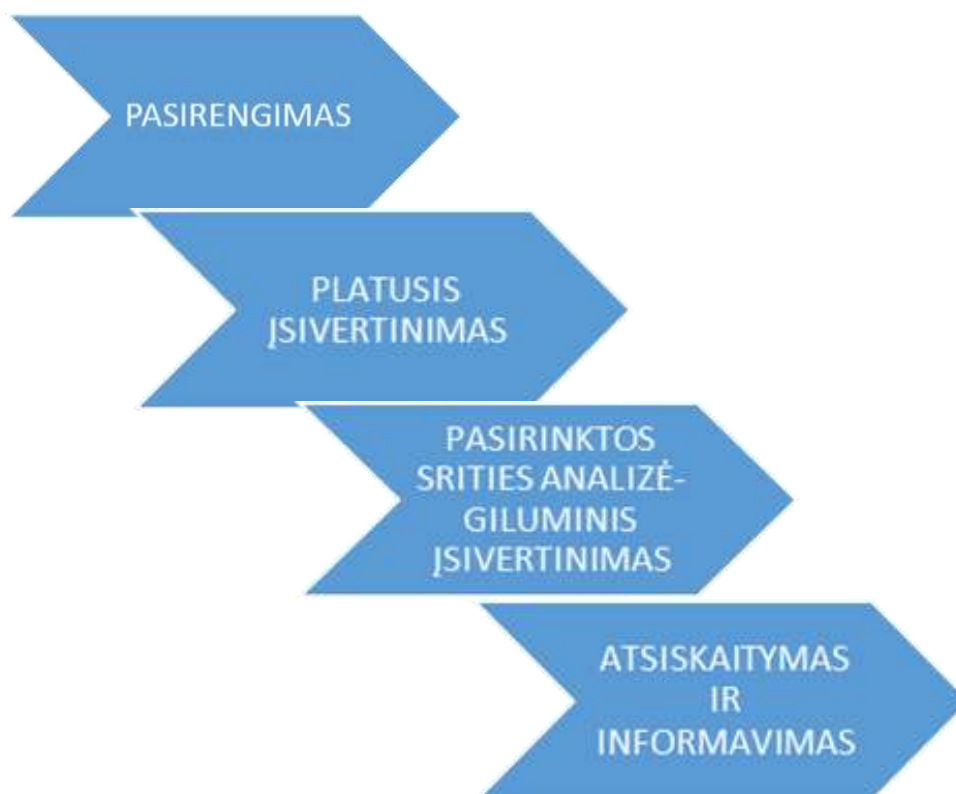 PASIRENGIMAS
PLATUSIS
ĮSIVERTINIMAS
PASIRINKTOS
SRITIES ANALIZĖ-
GILUMINIS
ĮSIVERTINIMAS
ATSISKAITYMAS
IR
INFORMAVIMAS